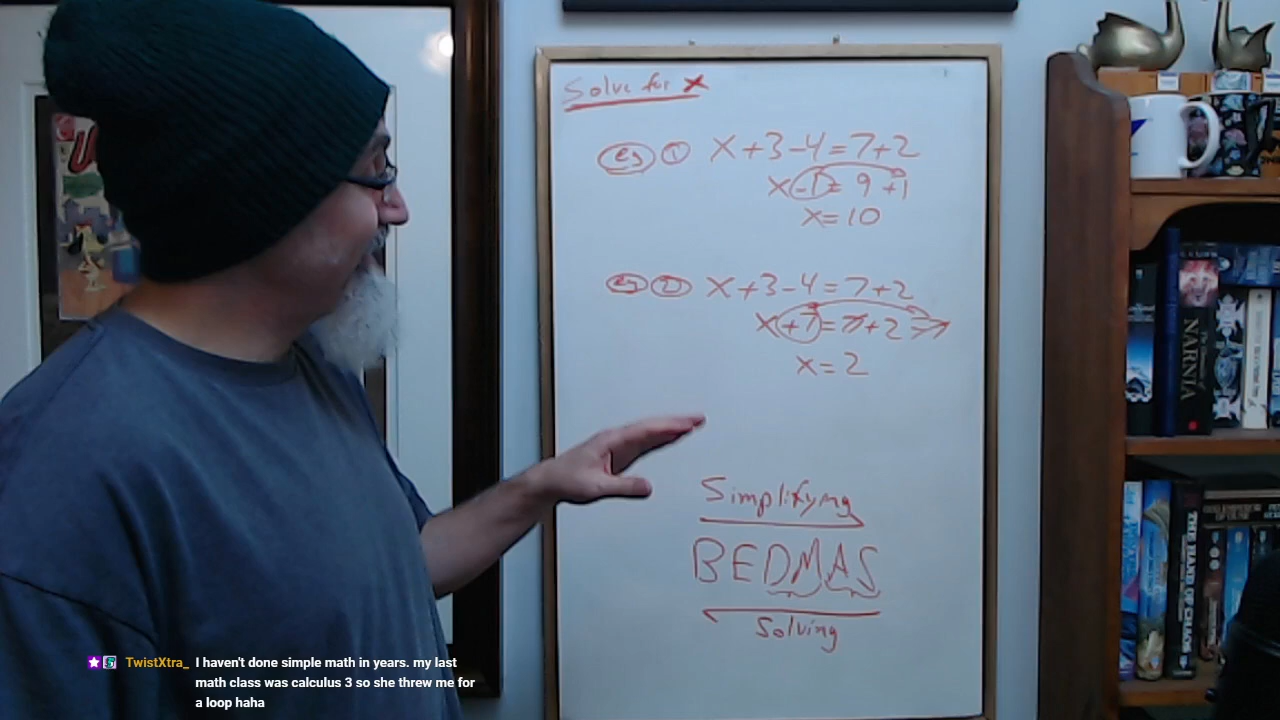 Solve for x
eg ① x+3-4=7+2
x-1=9+1
x=10
eg ② x+3-4=7+2
x+7=7+2-7
x=2
Simplifying
BEDMAS
Solving
NARNIA
TwistXtra_ I haven't done simple math in years. my last
math class was calculus 3 so she threw me for
a loop haha